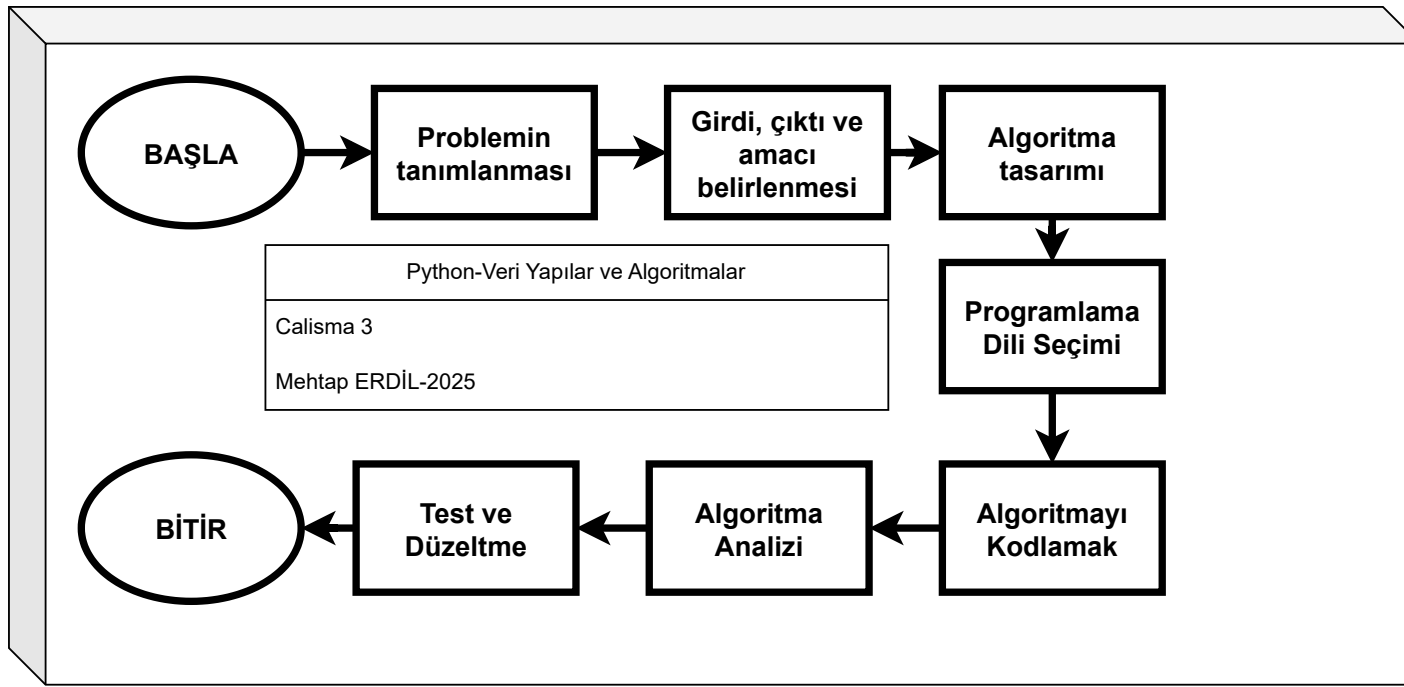 BAŞLA
Problemin
tanımlanması
Girdi, çıktı ve
amacı
belirlenmesi
Algoritma
tasarımı
Python-Veri Yapılar ve Algoritmalar
Calisma 3
Mehtap ERDİL-2025
Programlama
Dili Seçimi
Algoritmayı
Kodlamak
Algoritma
Analizi
Test ve
Düzeltme
BİTİR